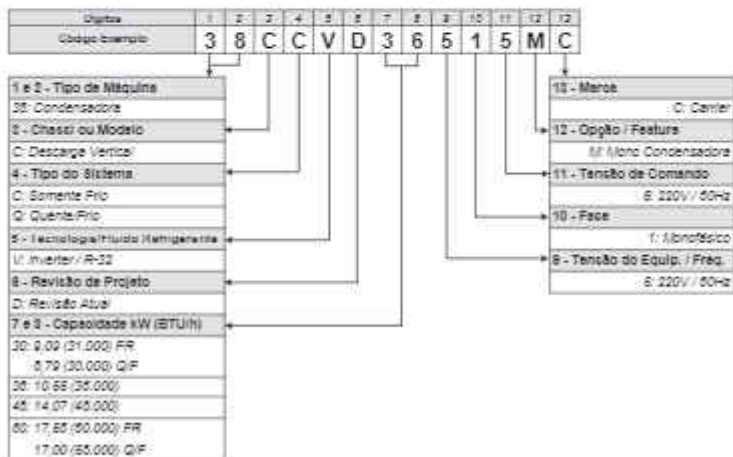 Dígitos 1 2 3 4 5 6 7 8 9 10 11 12 13
Código Exemplo 3 8 C C V D 3 6 5 1 5 M C
1 e 2 - Tipo de Máquina
38: Condensadora
3 - Chassi ou Modelo
C: Descarga Vertical
4 - Tipo do Sistema
C: Somente Frio
Q: Quente/Frio
5 - Tecnologia/Fluido Refrigerante
V: Inverter / R-32
6 - Revisão de Projeto
D: Revisão Atual
7 e 8 - Capacidade kW (BTU/h)
30: 9,09 (31.000) FR
8,79 (30.000) Q/F
36: 10,55 (36.000)
48: 14,07 (48.000)
60: 17,58 (60.000) FR
17,00 (58.000) Q/F
13 - Marca
C: Carrier
12 - Opção / Feature
M: Mono Condensadora
11 - Tensão de Comando
5: 220V / 60Hz
10 - Fase
1: Monofásico
9 - Tensão do Equip. / Freq.
5: 220V / 60Hz